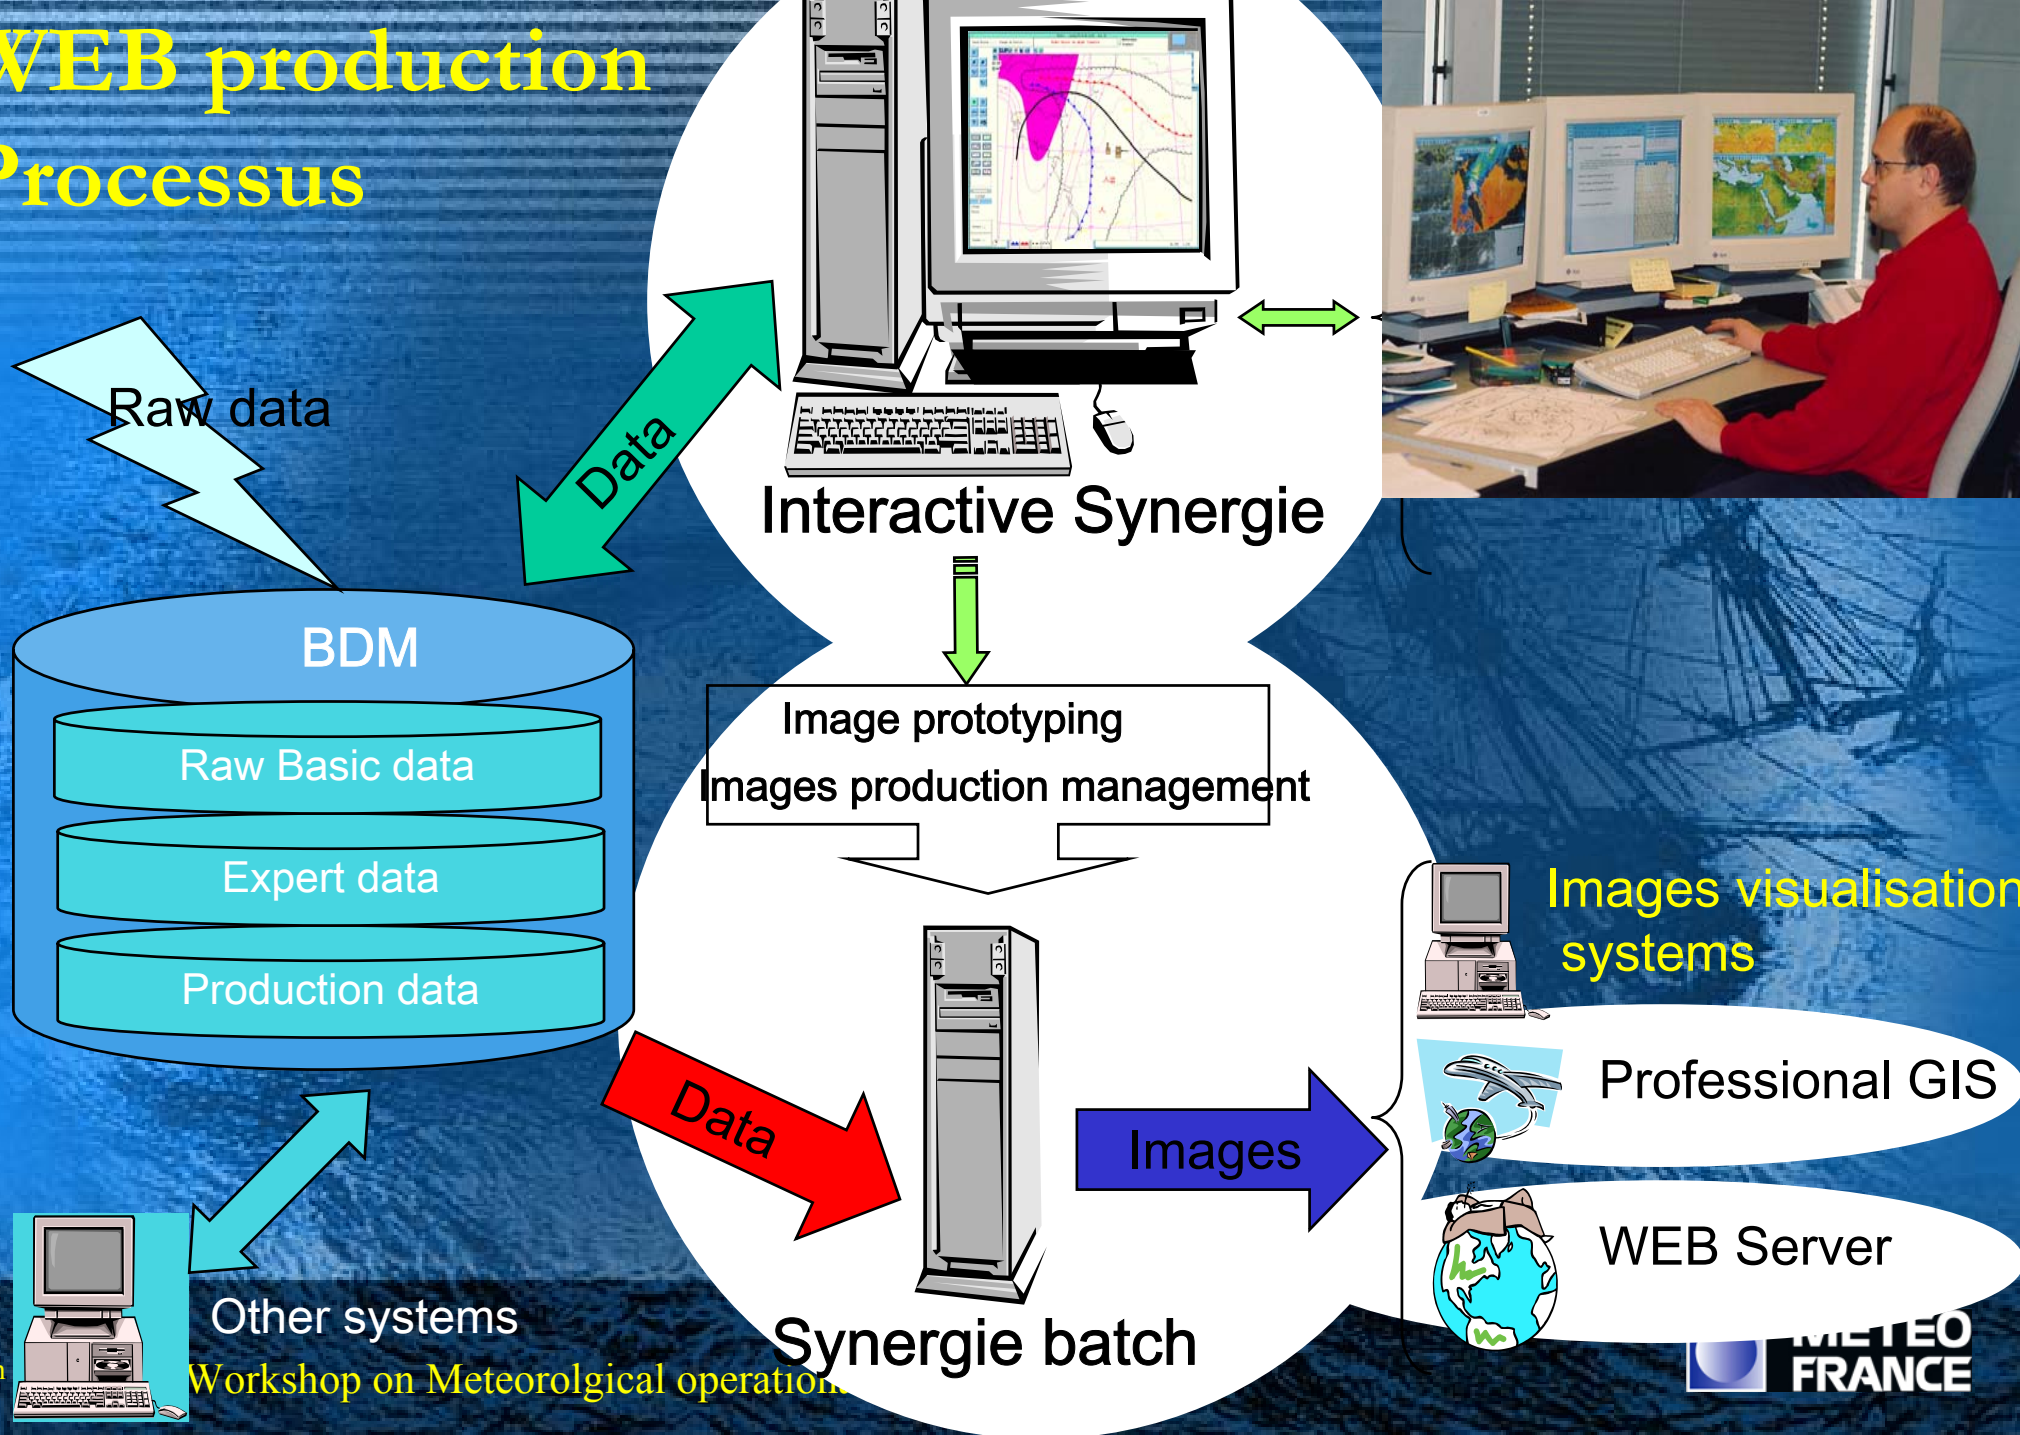 WEB production
Processus
Raw data
Data
Interactive Synergie
BDM
Raw Basic data
Expert data
Production data
Image prototyping
Images production management
Images visualisation
systems
Professional GIS
Data
Images
WEB Server
Other systems
Synergie batch
Workshop on Meteorolgical
METEO
FRANCE